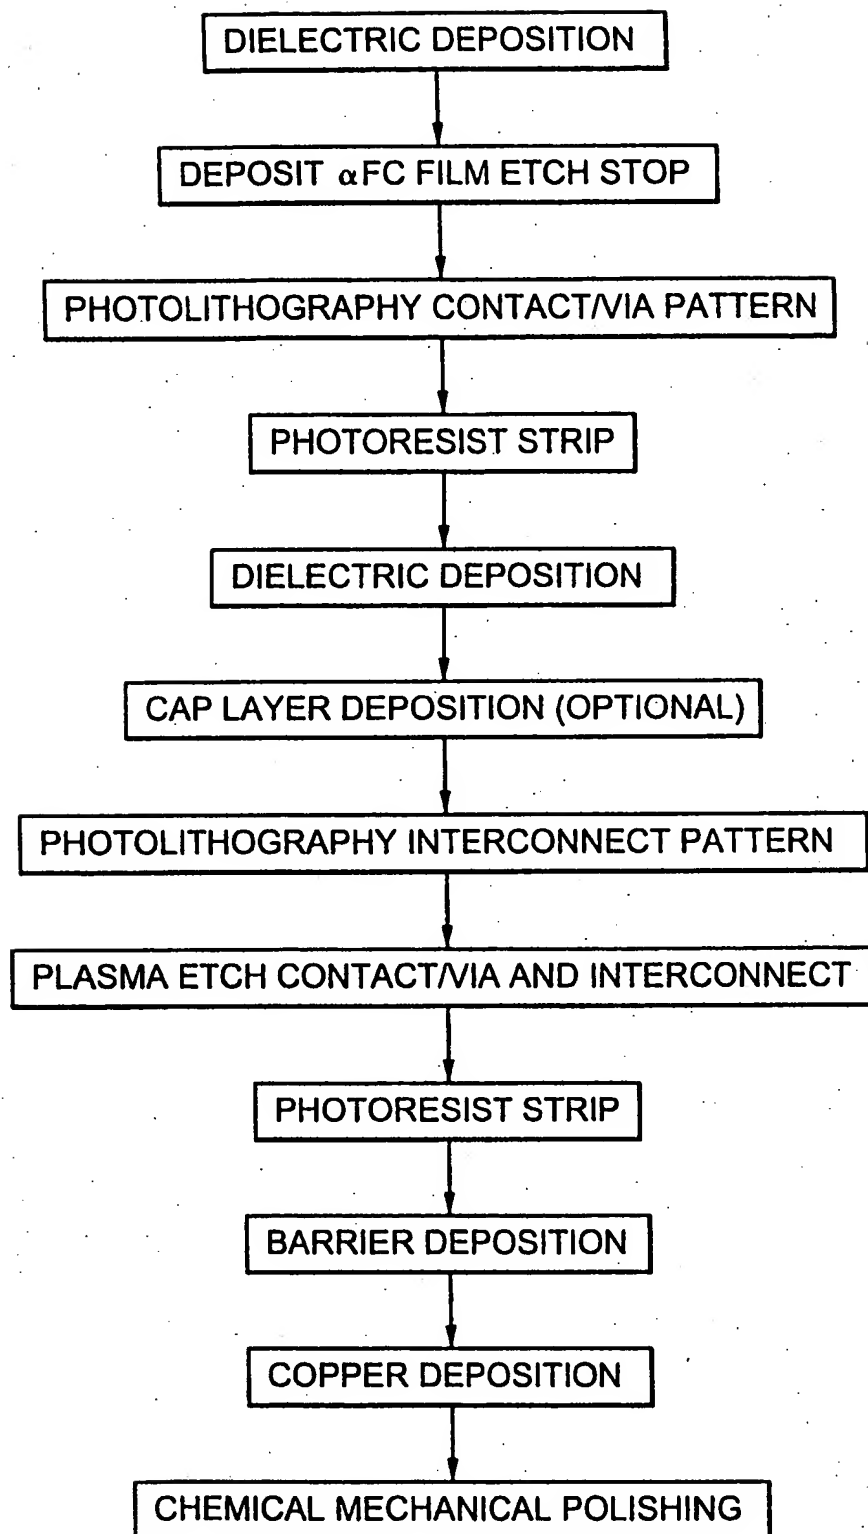 DIELECTRIC DEPOSITION
DEPOSIT αFC FILM ETCH STOP
PHOTOLITHOGRAPHY CONTACT/VIA PATTERN
PHOTORESIST STRIP
DIELECTRIC DEPOSITION
CAP LAYER DEPOSITION (OPTIONAL)
PHOTOLITHOGRAPHY INTERCONNECT PATTERN
PLASMA ETCH CONTACT/VIA AND INTERCONNECT
PHOTORESIST STRIP
BARRIER DEPOSITION
COPPER DEPOSITION
CHEMICAL MECHANICAL POLISHING